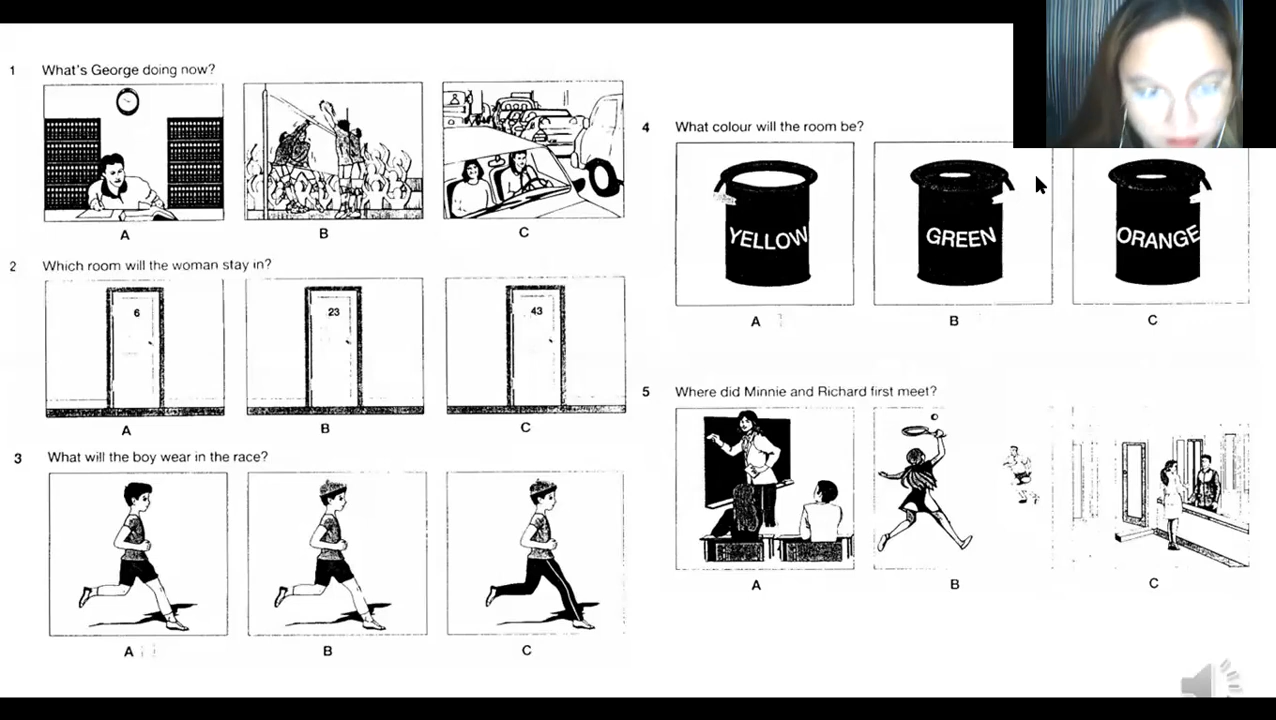 1 What's George doing now?
A B C
2 Which room will the woman stay in?
6 23 43
A B C
3 What will the boy wear in the race?
A B C
4 What colour will the room be?
YELLOW GREEN ORANGE
A B C
5 Where did Minnie and Richard first meet?
A B C